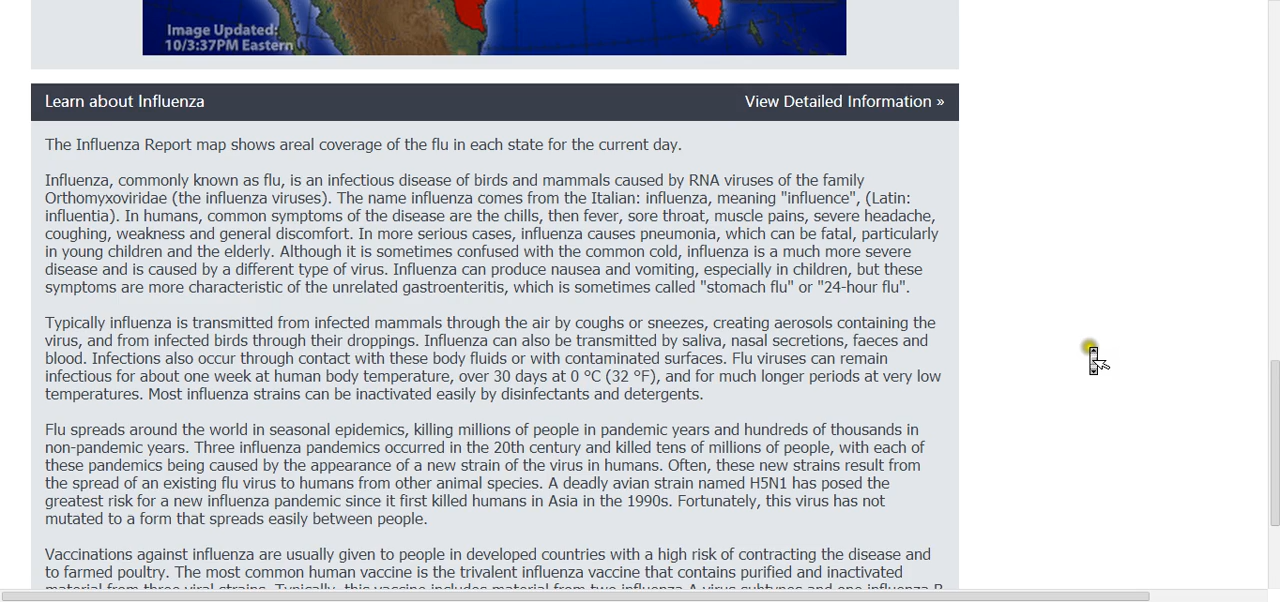 Image Updated:
10/3:37PM Eastern
Learn about Influenza
View Detailed Information »
The Influenza Report map shows areal coverage of the flu in each state for the current day.
Influenza, commonly known as flu, is an infectious disease of birds and mammals caused by RNA viruses of the family
Orthomyxoviridae (the influenza viruses). The name influenza comes from the Italian: influenza, meaning "influence", (Latin:
influentia). In humans, common symptoms of the disease are the chills, then fever, sore throat, muscle pains, severe headache,
coughing, weakness and general discomfort. In more serious cases, influenza causes pneumonia, which can be fatal, particularly
in young children and the elderly. Although it is sometimes confused with the common cold, influenza is a much more severe
disease and is caused by a different type of virus. Influenza can produce nausea and vomiting, especially in children, but these
symptoms are more characteristic of the unrelated gastroenteritis, which is sometimes called "stomach flu" or "24-hour flu".
Typically influenza is transmitted from infected mammals through the air by coughs or sneezes, creating aerosols containing the
virus, and from infected birds through their droppings. Influenza can also be transmitted by saliva, nasal secretions, faeces and
blood. Infections also occur through contact with these body fluids or with contaminated surfaces. Flu viruses can remain
infectious for about one week at human body temperature, over 30 days at 0 °C (32 °F), and for much longer periods at very low
temperatures. Most influenza strains can be inactivated easily by disinfectants and detergents.
Flu spreads around the world in seasonal epidemics, killing millions of people in pandemic years and hundreds of thousands in
non-pandemic years. Three influenza pandemics occurred in the 20th century and killed tens of millions of people, with each of
these pandemics being caused by the appearance of a new strain of the virus in humans. Often, these new strains result from
the spread of an existing flu virus to humans from other animal species. A deadly avian strain named H5N1 has posed the
greatest risk for a new influenza pandemic since it first killed humans in Asia in the 1990s. Fortunately, this virus has not
mutated to a form that spreads easily between people.
Vaccinations against influenza are usually given to people in developed countries with a high risk of contracting the disease and
to farmed poultry. The most common human vaccine is the trivalent influenza vaccine that contains purified and inactivated
material from three viral strains. Typically, this vaccine includes material from two influenza A virus subtypes and one influenza B